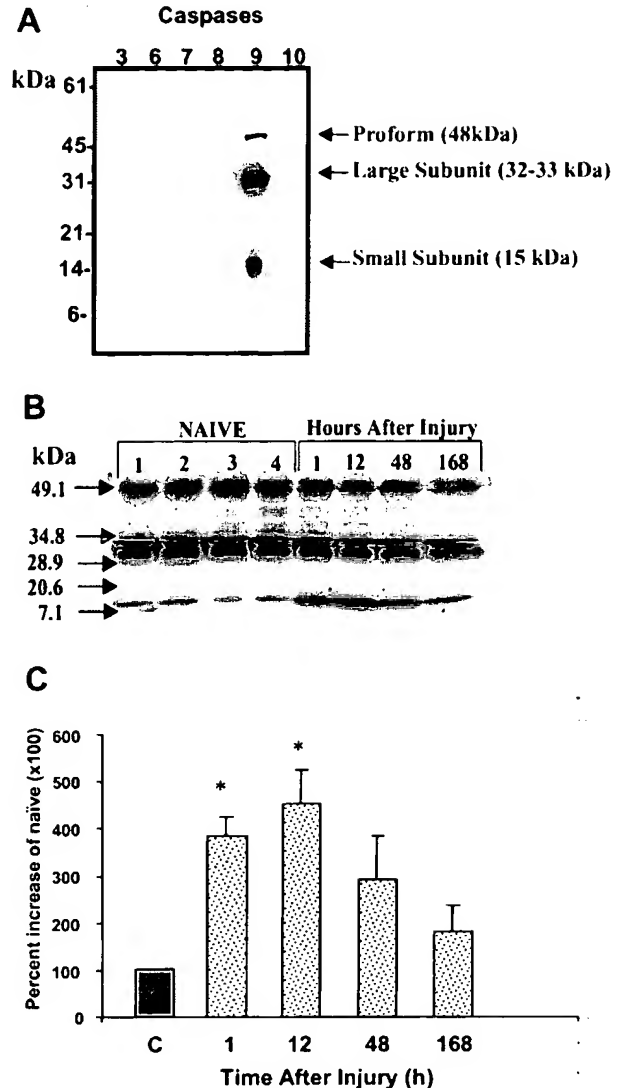 A
Caspases
3 6 7 8 9 10
kDa 61-
45-
31-
21-
14-
6-
Proform (48kDa)
Large Subunit (32-33 kDa)
Small Subunit (15 kDa)
B
NAIVE Hours After Injury
kDa 1 2 3 4 1 12 48 168
49.1
34.8
28.9
20.6
7.1
C
Percent increase of naïve (x100)
600
500
400
300
200
100
0
* *
C 1 12 48 168
Time After Injury (h)